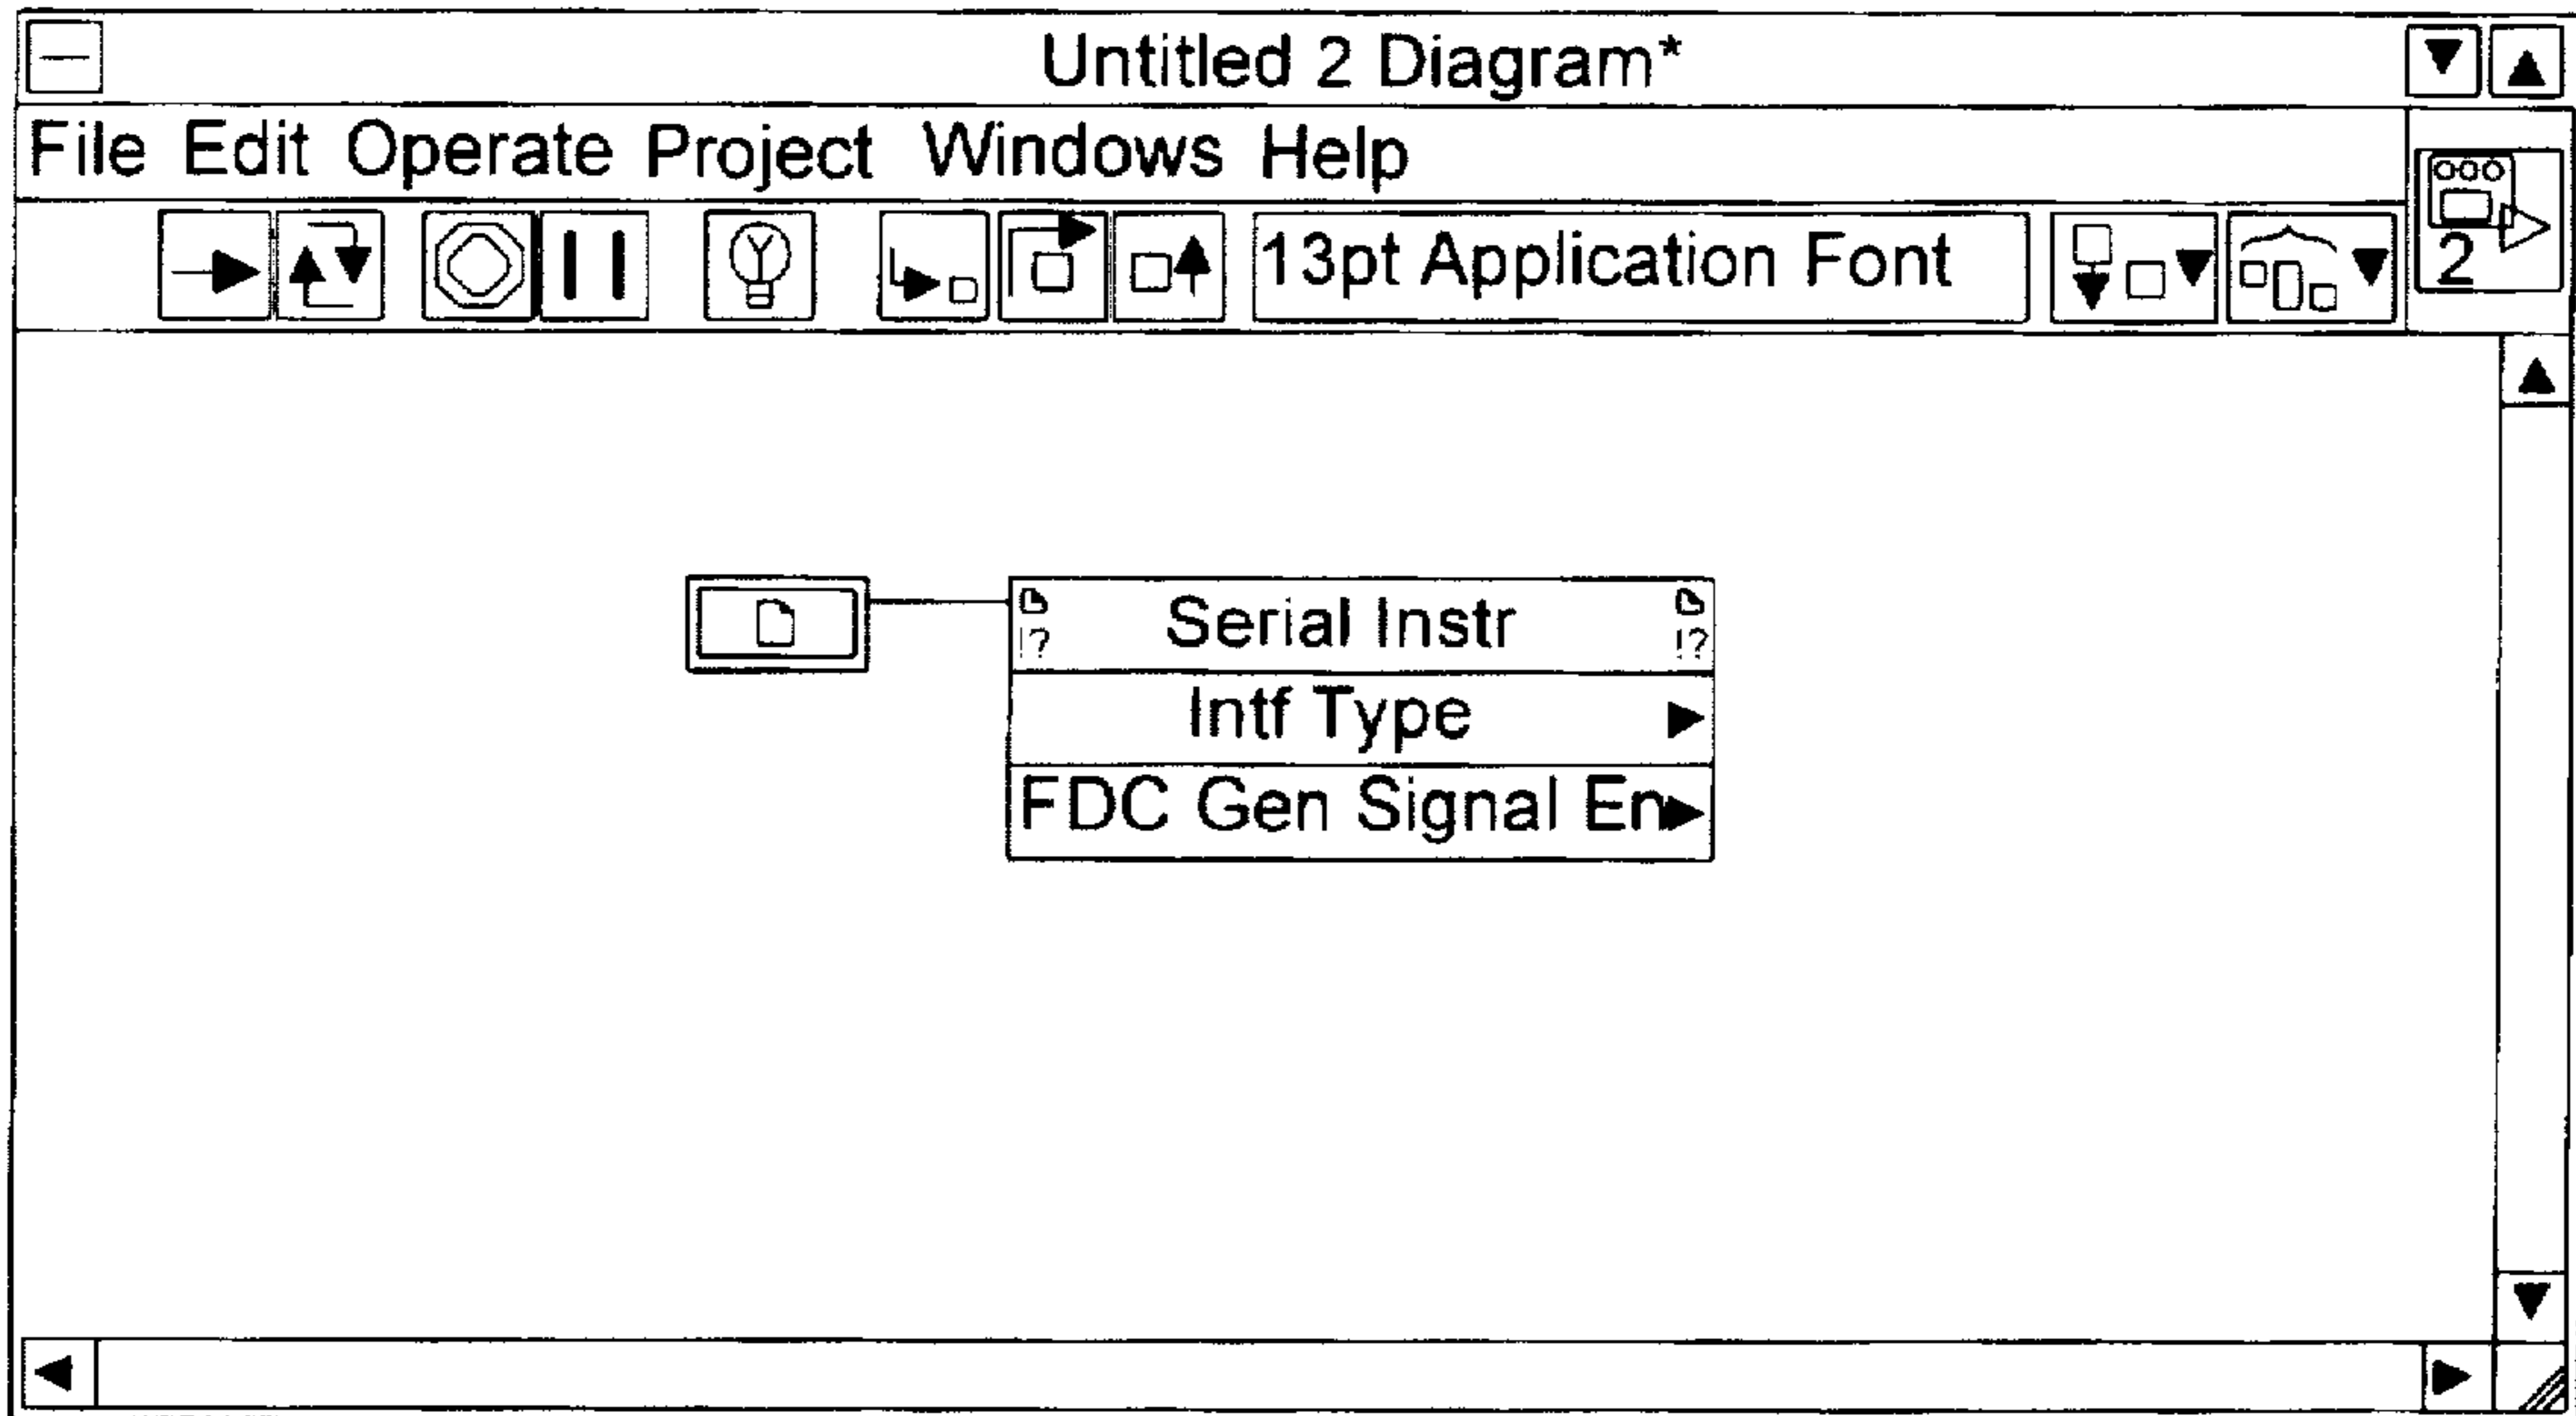 Untitled 2 Diagram*
File Edit Operate Project Windows Help
13pt Application Font
2
!? Serial Instr !?
Intf Type
FDC Gen Signal En